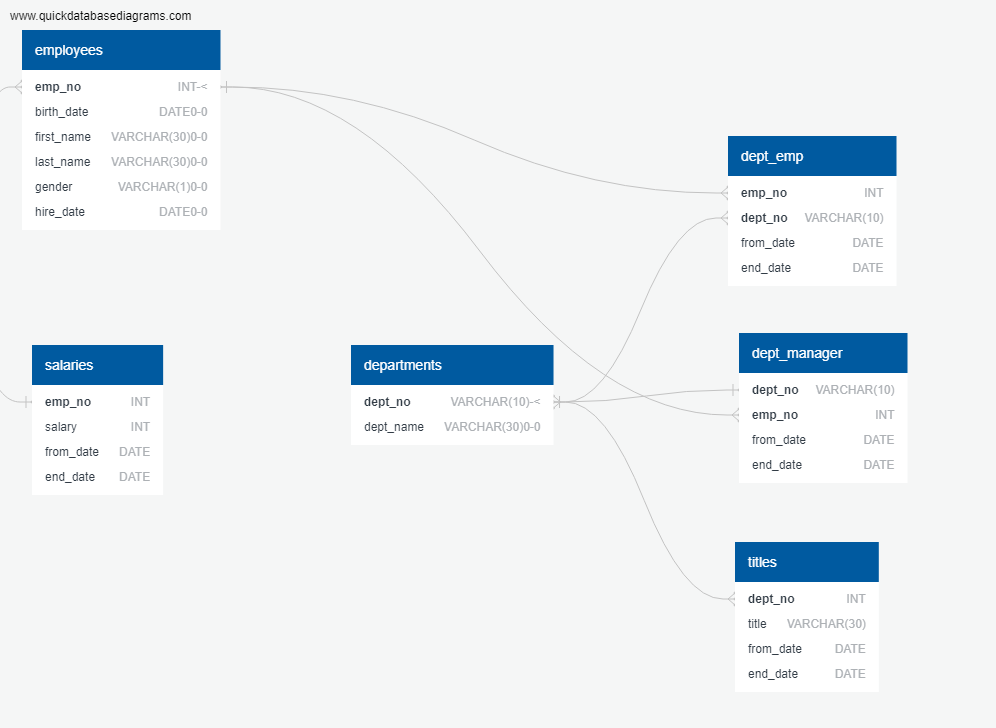 www.quickdatabasediagrams.com
employees
emp_no INT-<
birth_date DATE0-0
first_name VARCHAR(30)0-0
last_name VARCHAR(30)0-0
gender VARCHAR(1)0-0
hire_date DATE0-0
dept_emp
emp_no INT
dept_no VARCHAR(10)
from_date DATE
end_date DATE
salaries
emp_no INT
salary INT
from_date DATE
end_date DATE
departments
dept_no VARCHAR(10)-<
dept_name VARCHAR(30)0-0
dept_manager
dept_no VARCHAR(10)
emp_no INT
from_date DATE
end_date DATE
titles
dept_no INT
title VARCHAR(30)
from_date DATE
end_date DATE